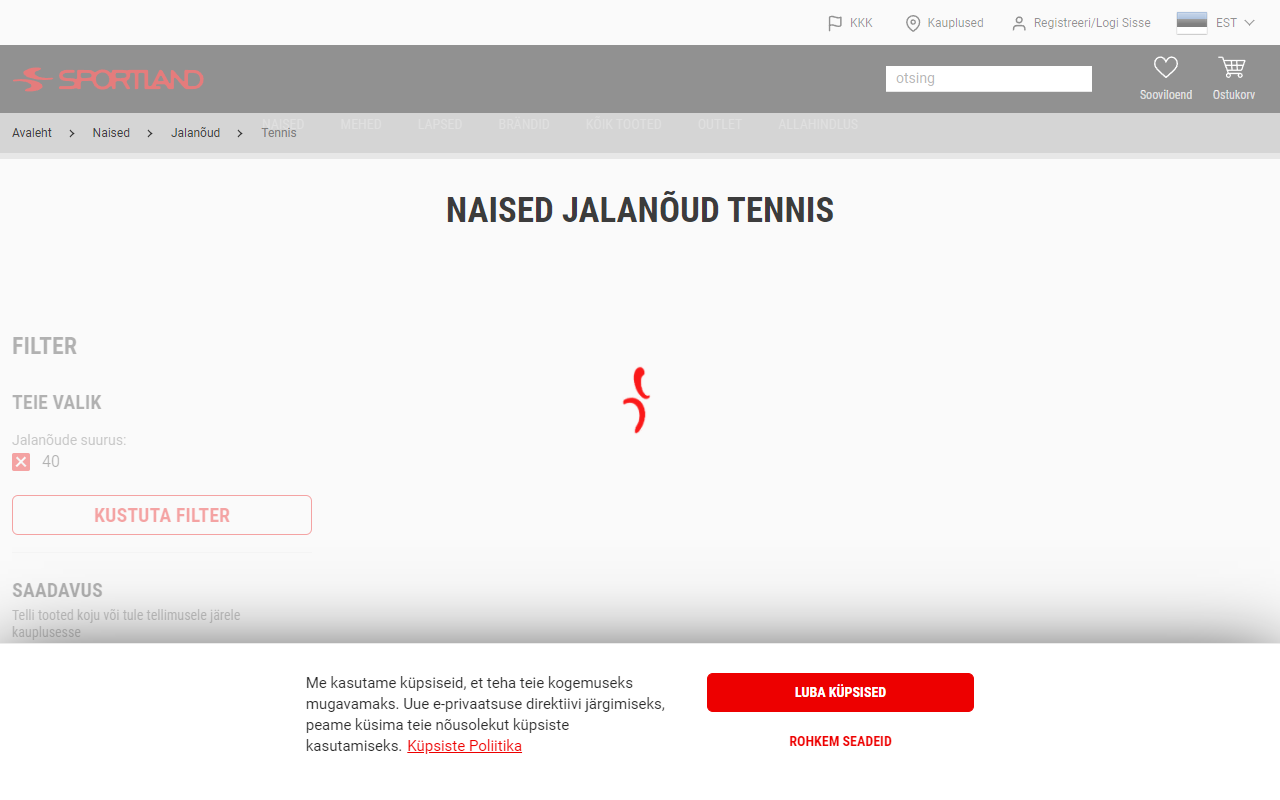 KKK
Kauplused
Registreeri/Logi Sisse
EST
SPORTLAND
otsing
Sooviloend
Ostukorv
NAISED MEHED LAPSED BRÄNDID KÕIK TOOTED OUTLET ALLAHINDLUS
Avaleht > Naised > Jalanõud > Tennis
NAISED JALANÕUD TENNIS
FILTER
TEIE VALIK
Jalanõude suurus:
40
KUSTUTA FILTER
SAADAVUS
Telli tooted koju või tule tellimusele järele
kauplusesse
Me kasutame küpsiseid, et teha teie kogemuseks
mugavamaks. Uue e-privaatsuse direktiivi järgimiseks,
peame küsima teie nõusolekut küpsiste
kasutamiseks. Küpsiste Poliitika
LUBA KÜPSISED
ROHKEM SEADEID